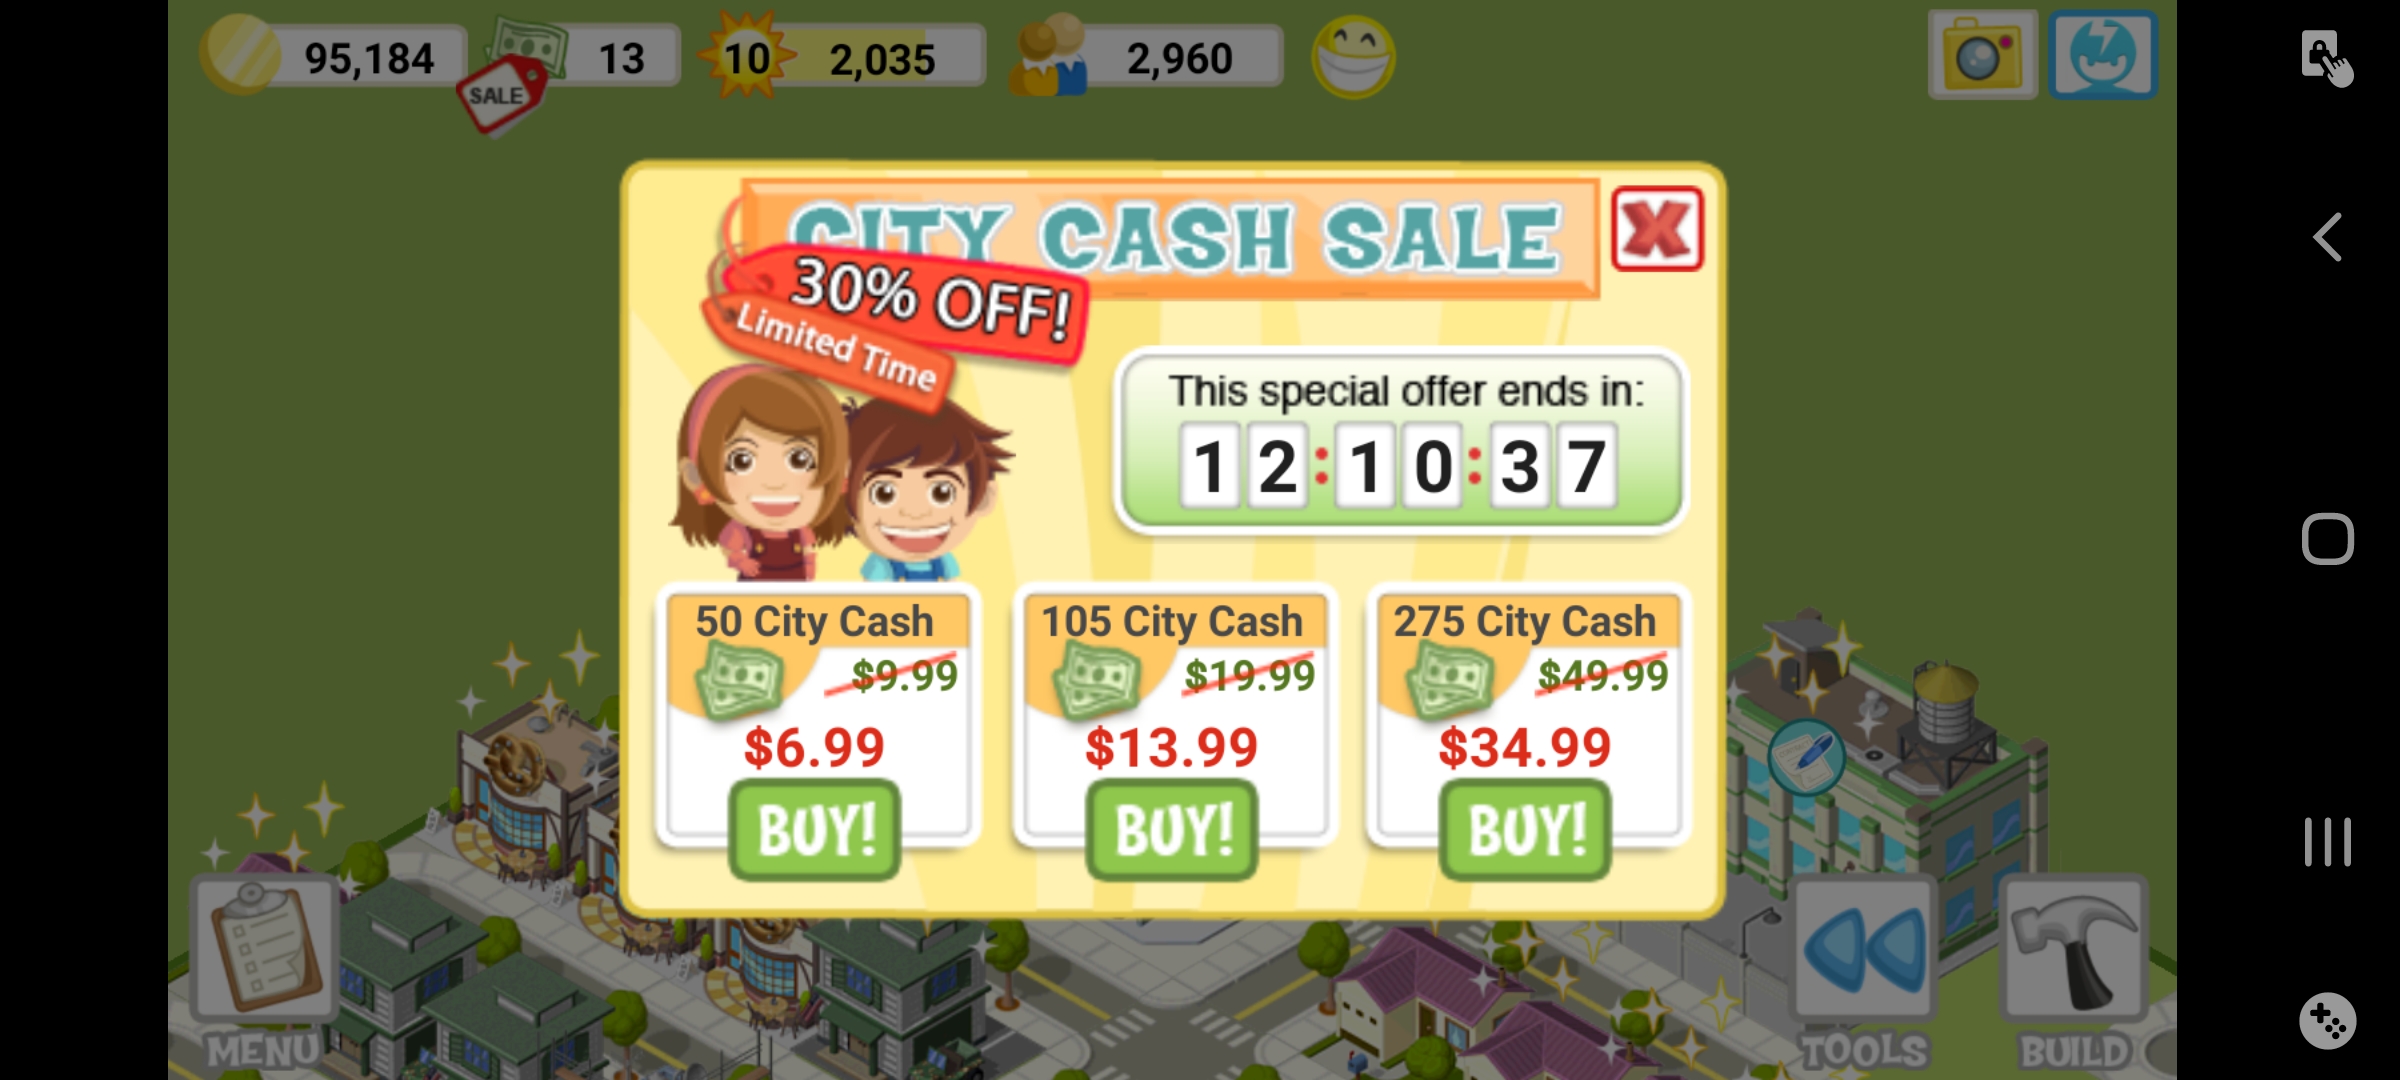 95,184
13
10
2,035
2,960
SALE
CITY CASH SALE
30% OFF!
Limited Time
This special offer ends in:
12:10:37
50 City Cash
$9.99
$6.99
BUY!
105 City Cash
$19.99
$13.99
BUY!
275 City Cash
$49.99
$34.99
BUY!
MENU
TOOLS
BUILD